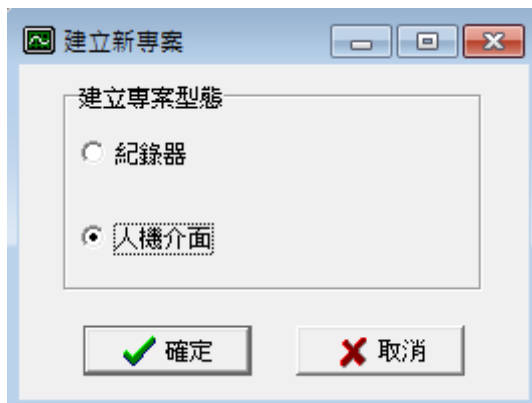 建立新專案
建立專案型態
紀錄器
人機介面
確定
取消